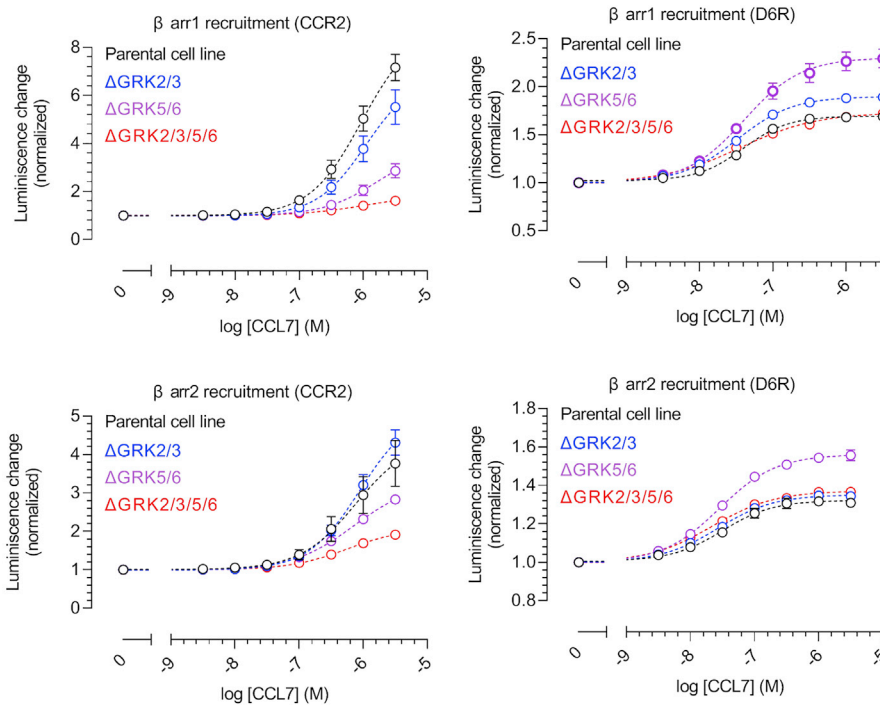 β arr1 recruitment (CCR2)
Luminiscence change
(normalized)
8
6
4
2
0
Parental cell line
ΔGRK2/3
ΔGRK5/6
ΔGRK2/3/5/6
0
-9
-8
-7
-6
-5
log [CCL7] (M)
β arr1 recruitment (D6R)
Luminiscence change
(normalized)
2.5
2.0
1.5
1.0
0.5
Parental cell line
ΔGRK2/3
ΔGRK5/6
ΔGRK2/3/5/6
0
-9
-8
-7
-6
log [CCL7] (M)
β arr2 recruitment (CCR2)
Luminiscence change
(normalized)
5
4
3
2
1
0
Parental cell line
ΔGRK2/3
ΔGRK5/6
ΔGRK2/3/5/6
0
-9
-8
-7
-6
-5
log [CCL7] (M)
β arr2 recruitment (D6R)
Luminiscence change
(normalized)
1.8
1.6
1.4
1.2
1.0
0.8
Parental cell line
ΔGRK2/3
ΔGRK5/6
ΔGRK2/3/5/6
0
-9
-8
-7
-6
-5
log [CCL7] (M)